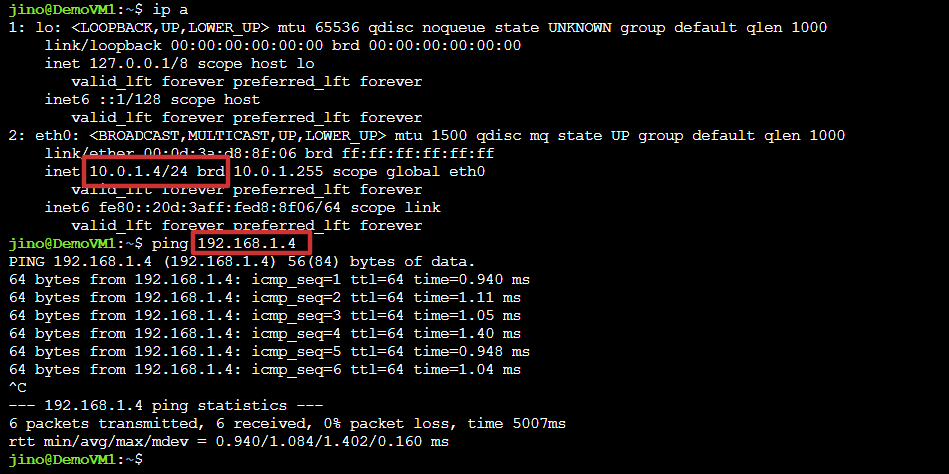 jino@DemoVM1:~$ ip a
1: lo: <LOOPBACK,UP,LOWER_UP> mtu 65536 qdisc noqueue state UNKNOWN group default qlen 1000
    link/loopback 00:00:00:00:00:00 brd 00:00:00:00:00:00
    inet 127.0.0.1/8 scope host lo
       valid_lft forever preferred_lft forever
    inet6 ::1/128 scope host
       valid_lft forever preferred_lft forever
2: eth0: <BROADCAST,MULTICAST,UP,LOWER_UP> mtu 1500 qdisc mq state UP group default qlen 1000
    link/ether 00:0d:3a:d8:8f:06 brd ff:ff:ff:ff:ff:ff
    inet 10.0.1.4/24 brd 10.0.1.255 scope global eth0
       valid_lft forever preferred_lft forever
    inet6 fe80::20d:3aff:fed8:8f06/64 scope link
       valid_lft forever preferred_lft forever
jino@DemoVM1:~$ ping 192.168.1.4
PING 192.168.1.4 (192.168.1.4) 56(84) bytes of data.
64 bytes from 192.168.1.4: icmp_seq=1 ttl=64 time=0.940 ms
64 bytes from 192.168.1.4: icmp_seq=2 ttl=64 time=1.11 ms
64 bytes from 192.168.1.4: icmp_seq=3 ttl=64 time=1.05 ms
64 bytes from 192.168.1.4: icmp_seq=4 ttl=64 time=1.40 ms
64 bytes from 192.168.1.4: icmp_seq=5 ttl=64 time=0.948 ms
64 bytes from 192.168.1.4: icmp_seq=6 ttl=64 time=1.04 ms
^C
--- 192.168.1.4 ping statistics ---
6 packets transmitted, 6 received, 0% packet loss, time 5007ms
rtt min/avg/max/mdev = 0.940/1.084/1.402/0.160 ms
jino@DemoVM1:~$